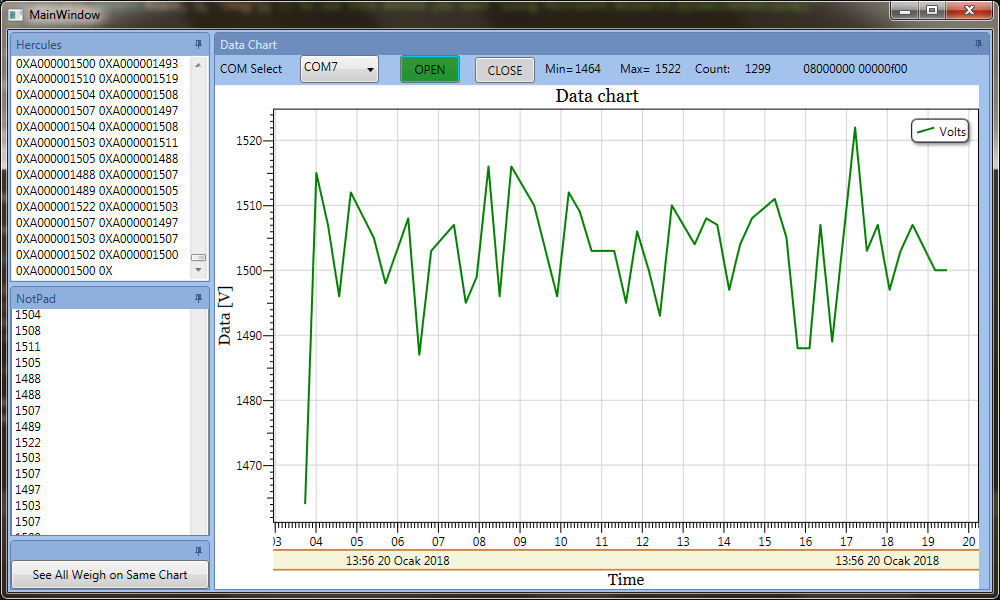 MainWindow
Hercules
0XA000001500 0XA000001493
0XA000001510 0XA000001519
0XA000001504 0XA000001508
0XA000001507 0XA000001497
0XA000001504 0XA000001508
0XA000001503 0XA000001511
0XA000001505 0XA000001488
0XA000001488 0XA000001507
0XA000001489 0XA000001505
0XA000001522 0XA000001503
0XA000001507 0XA000001497
0XA000001503 0XA000001507
0XA000001502 0XA000001500
0XA000001500 0X
NotPad
1504
1508
1511
1505
1488
1488
1507
1489
1522
1503
1507
1497
1503
1507
See All Weigh on Same Chart
Data Chart
COM Select COM7 OPEN CLOSE Min= 1464 Max= 1522 Count: 1299 08000000 00000f00
Data chart
Volts
1520
1510
1500
1490
1480
1470
Data [V]
03 04 05 06 07 08 09 10 11 12 13 14 15 16 17 18 19 20
13:56 20 Ocak 2018 13:56 20 Ocak 2018
Time